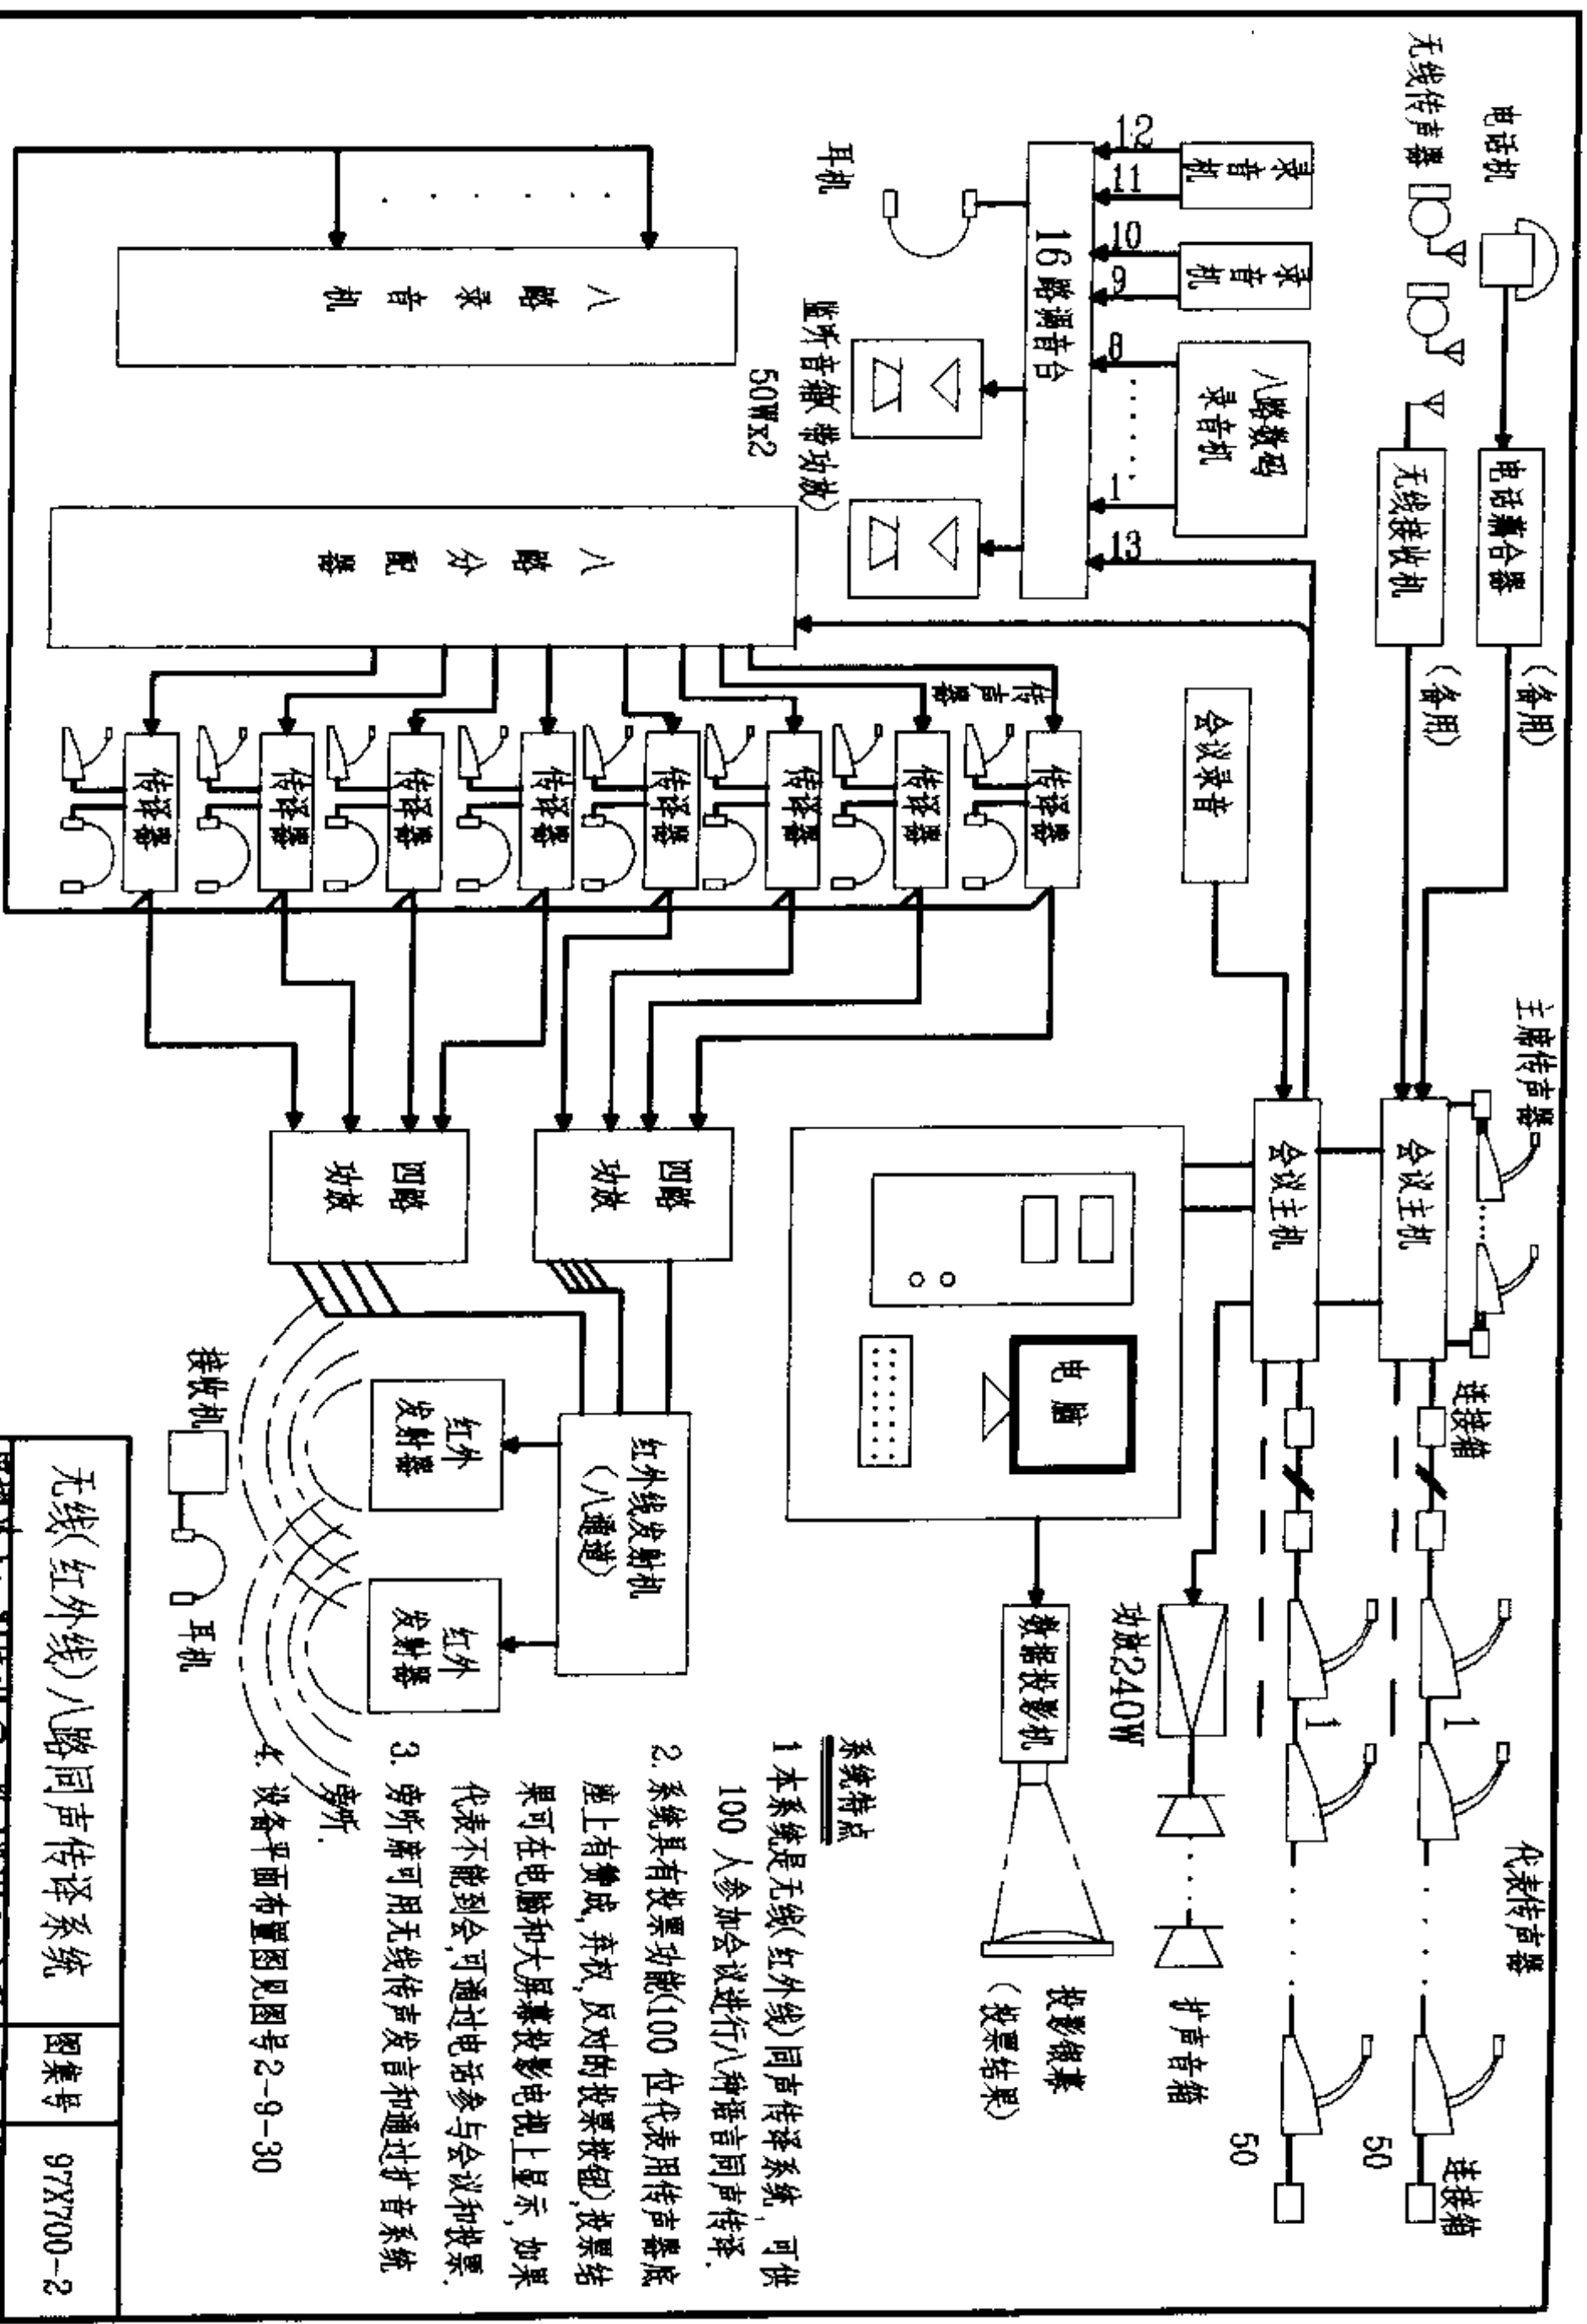 电话机
无线传声器
电话耦合器
(备用)
无线接收机
(备用)
主席传声器
会议主机
连接箱
代表传声器
1
50
连接箱
会议主机
1
50
会议录音
录音机
录音机
八路数码
录音机
12
11
10
9
8
1
13
16路调音台
耳机
监听音箱(带功放)
50Wx2
功放240W
扩声音箱
电脑
数据投影机
投影银幕
(投票结果)
八路录音机
八路分配器
传声器
传译器
传译器
传译器
传译器
传译器
传译器
传译器
传译器
四路
功放
四路
功放
红外线发射机
(八通道)
红外
发射器
红外
发射器
接收机
耳机
系统特点
1 本系统是无线(红外线)同声传译系统, 可供
100 人参加会议进行八种语言同声传译.
2. 系统具有投票功能(100 位代表用传声器底
座上有赞成, 弃权, 反对的投票按钮), 投票结
果可在电脑和大屏幕投影电视上显示, 如果
代表不能到会, 可通过电话参与会议和投票.
3. 旁听席可用无线传声发言和通过扩音系统
旁听.
4. 设备平面布置图见图号2-9-30
无线(红外线)八路同声传译系统
图集号
97X700-2